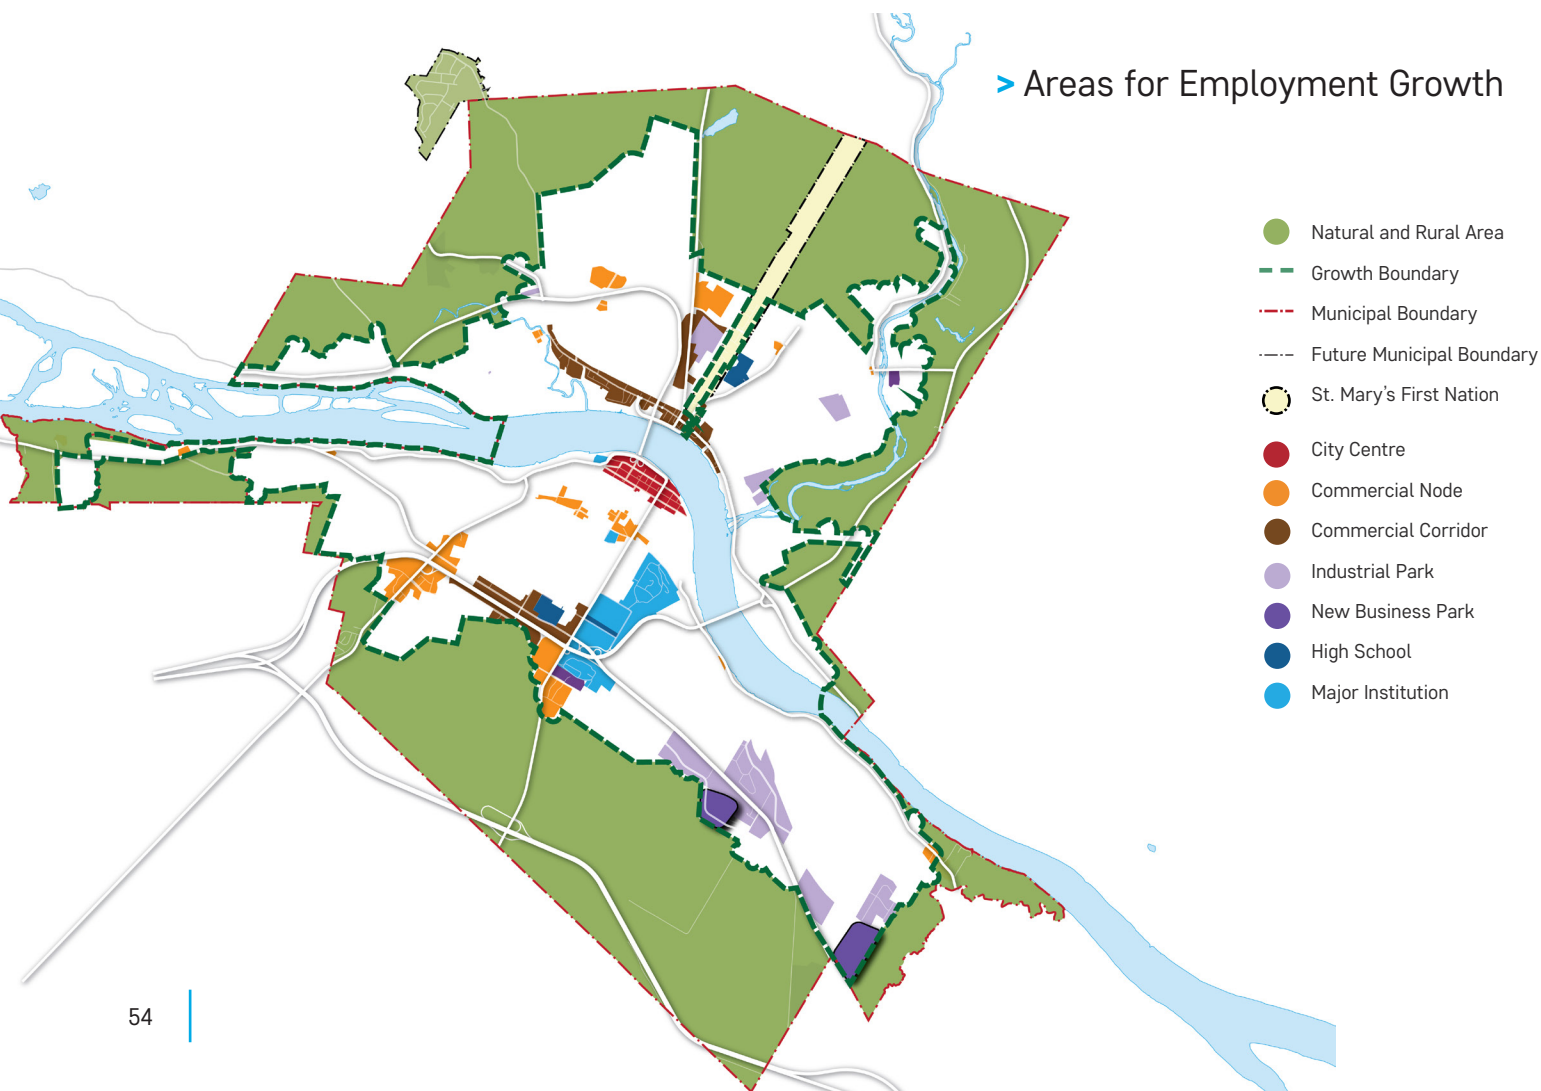 > Areas for Employment Growth
Natural and Rural Area
Growth Boundary
Municipal Boundary
Future Municipal Boundary
St. Mary's First Nation
City Centre
Commercial Node
Commercial Corridor
Industrial Park
New Business Park
High School
Major Institution
54